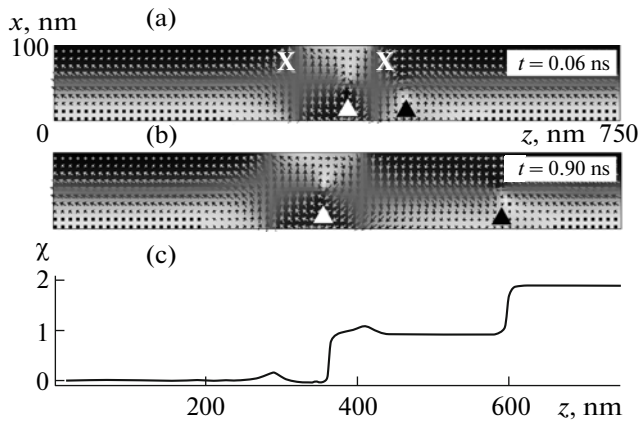 (a)
x, nm
100
X X
t = 0.06 ns
0
(b)
z, nm 750
t = 0.90 ns
χ
(c)
2
1
0
200 400 600 z, nm